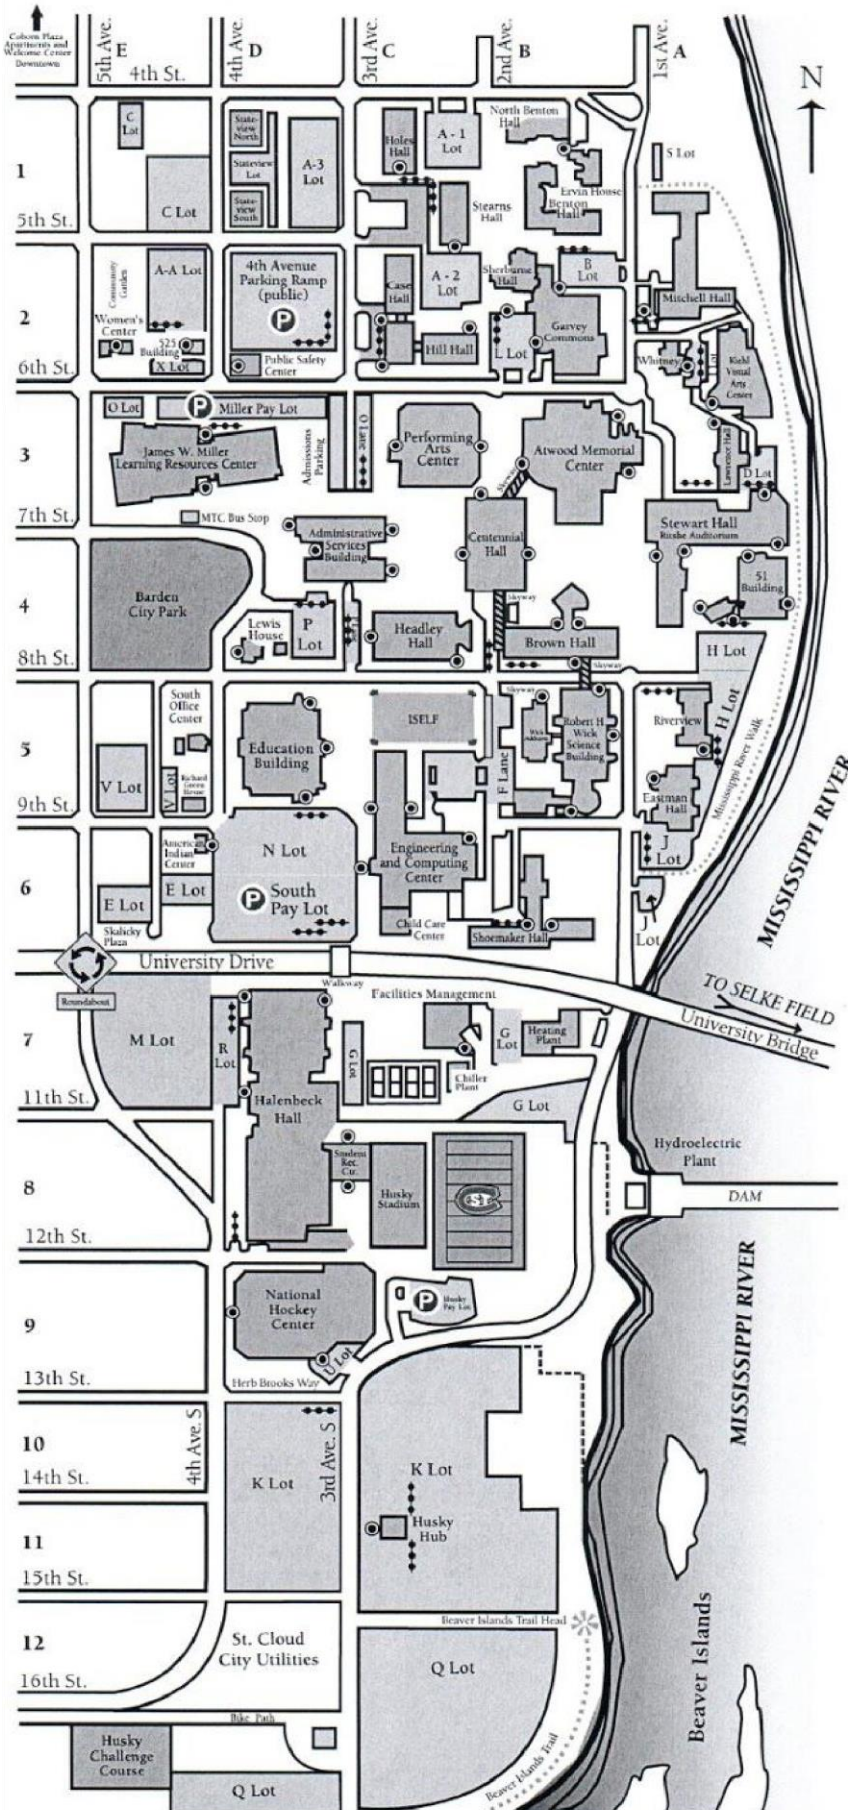 Coborn Plaza
Apartments and
Welcome Center
Downtown
5th Ave.
E
4th Ave.
D
3rd Ave.
C
2nd Ave.
B
1st Ave.
A
4th St.
N
1
C
Lot
State-
view
North
Stateview
Lot
State-
view
South
A-3
Lot
Holes
Hall
A - 1
Lot
North Benton
Hall
S Lot
C Lot
Stearns
Hall
Ervin House
Benton
Hall
5th St.
2
Community
Garden
A-A Lot
4th Avenue
Parking Ramp
(public)
P
Case
Hall
A - 2
Lot
Sherburne
Hall
B
Lot
Mitchell Hall
Women's
Center
525
Building
X Lot
Public Safety
Center
Hill Hall
L Lot
Garvey
Commons
Whitney
Kiehl
Visual
Arts
Center
6th St.
3
O Lot
P
Miller Pay Lot
James W. Miller
Learning Resources Center
Admissions
Parking
O Lane
Performing
Arts
Center
Skyway
Atwood Memorial
Center
Lawrence Hall
D Lot
7th St.
MTC Bus Stop
Administrative
Services
Building
Centennial
Hall
Stewart Hall
Ritsche Auditorium
4
Barden
City Park
Lewis
House
P
Lot
Headley
Hall
Skyway
Brown Hall
51
Building
H Lot
8th St.
Skyway
5
South
Office
Center
V Lot
V Lot
Richard
Green
House
Education
Building
ISELF
Skyway
F Lane
Wick
Addition
Robert H
Wick
Science
Building
Riverview
H Lot
Mississippi River Walk
Eastman
Hall
9th St.
MISSISSIPPI RIVER
6
American
Indian
Center
N Lot
P
South
Pay Lot
E Lot
E Lot
Engineering
and Computing
Center
Child Care
Center
Shoemaker Hall
J
Lot
J
Lot
Skalicky
Plaza
University Drive
Roundabout
Walkway
TO SELKE FIELD
University Bridge
7
M Lot
R
Lot
Facilities Management
G Lot
G
Lot
Heating
Plant
Chiller
Plant
G Lot
11th St.
Halenbeck
Hall
8
Student
Rec.
Ctr.
Husky
Stadium
Hydroelectric
Plant
DAM
12th St.
9
National
Hockey
Center
P
Husky
Pay Lot
U Lot
13th St.
Herb Brooks Way
MISSISSIPPI RIVER
10
4th Ave. S
3rd Ave. S
14th St.
K Lot
K Lot
11
Husky
Hub
15th St.
Beaver Islands Trail Head
12
St. Cloud
City Utilities
Q Lot
16th St.
Bike Path
Beaver Islands
Husky
Challenge
Course
Q Lot
Beaver Islands Trail